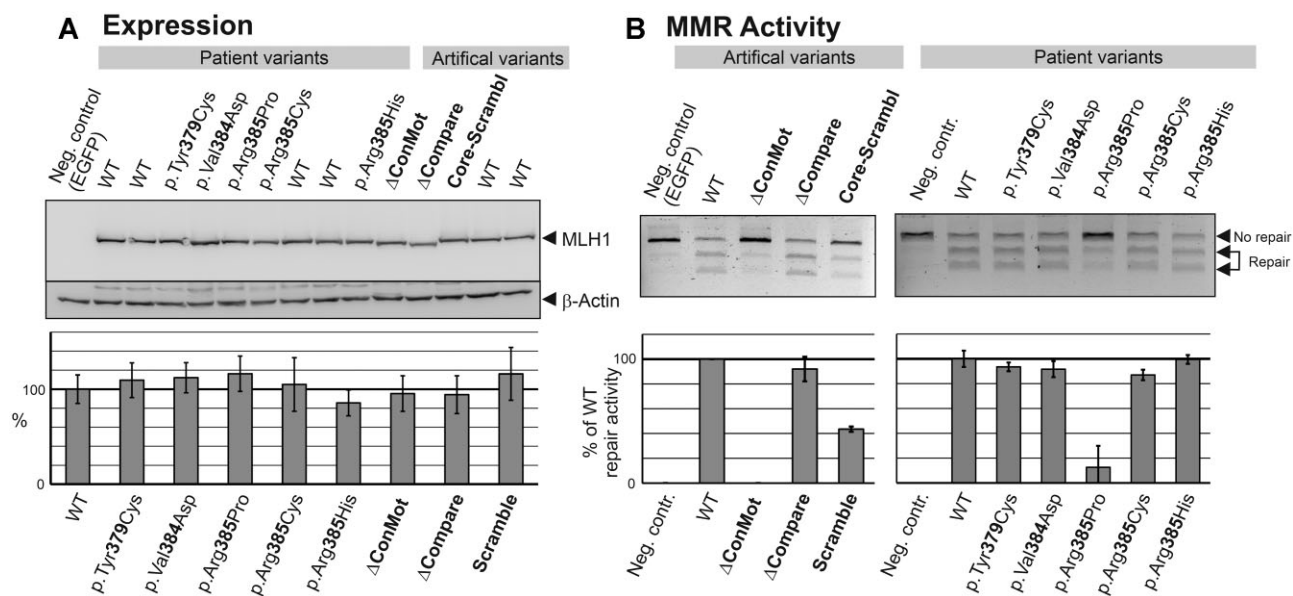 A Expression
Patient variants
Artifical variants
Neg. control
(EGFP)
WT
WT
p.Tyr379Cys
p.Val384Asp
p.Arg385Pro
p.Arg385Cys
WT
WT
p.Arg385His
ΔConMot
ΔCompare
Core-Scrambl
WT
WT
MLH1
β-Actin
100
%
0
WT
p.Tyr379Cys
p.Val384Asp
p.Arg385Pro
p.Arg385Cys
p.Arg385His
ΔConMot
ΔCompare
Scramble
B MMR Activity
Artifical variants
Patient variants
Neg. control
(EGFP)
WT
ΔConMot
ΔCompare
Core-Scrambl
Neg. contr.
WT
p.Tyr379Cys
p.Val384Asp
p.Arg385Pro
p.Arg385Cys
p.Arg385His
No repair
Repair
100
% of WT
repair activity
0
Neg. contr.
WT
ΔConMot
ΔCompare
Scramble
100
0
Neg. contr.
WT
p.Tyr379Cys
p.Val384Asp
p.Arg385Pro
p.Arg385Cys
p.Arg385His